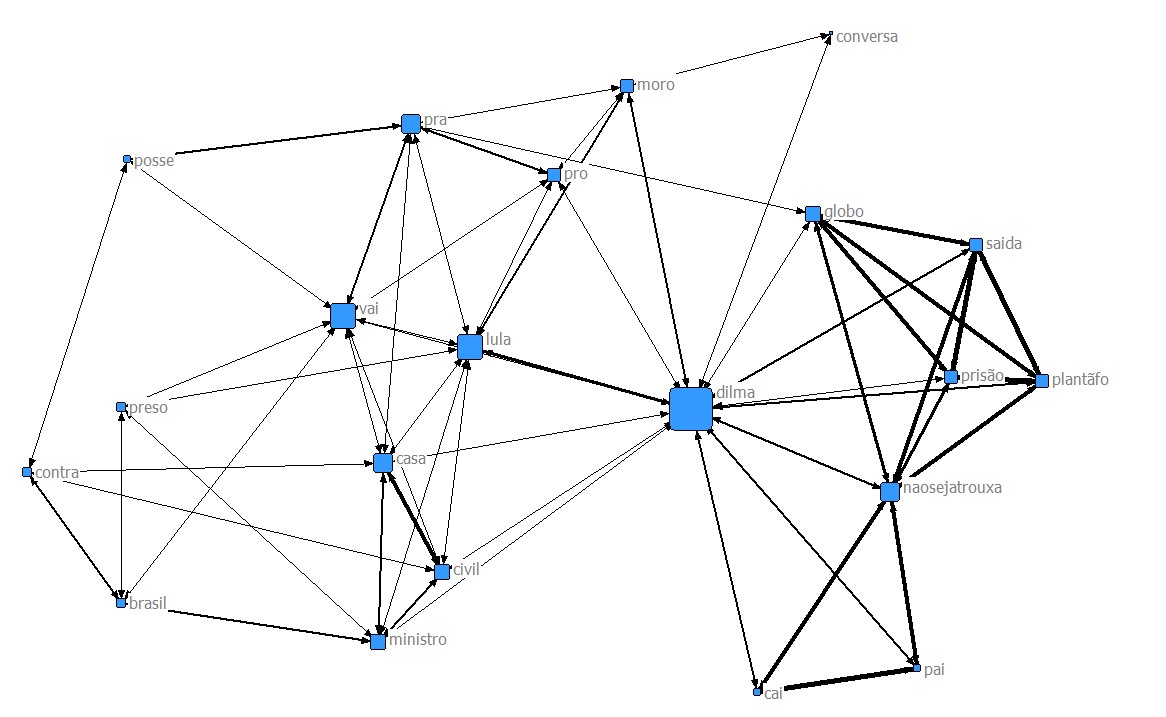 conversa
moro
pra
posse
pro
globo
saida
vai
lula
prisão
plantãfo
dilma
preso
casa
contra
naosejatrouxa
civil
brasil
ministro
pai
cai